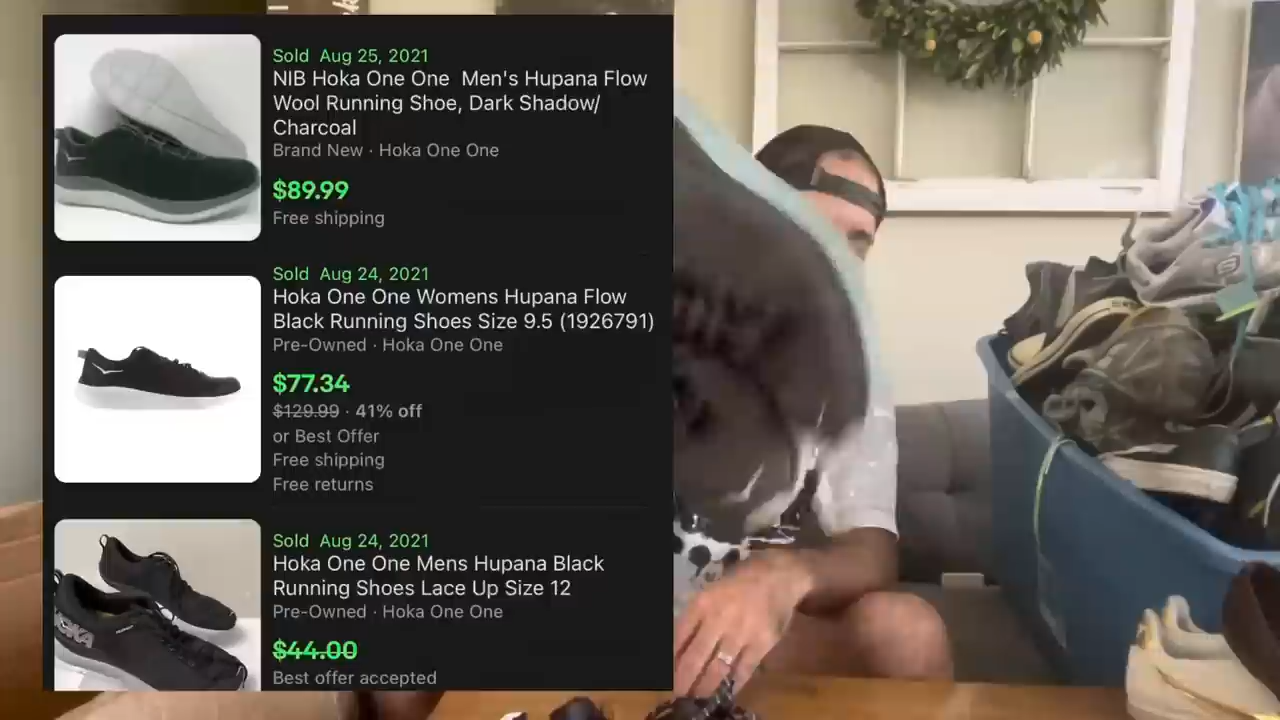 Sold Aug 25, 2021
NIB Hoka One One Men's Hupana Flow
Wool Running Shoe, Dark Shadow/
Charcoal
Brand New · Hoka One One
$89.99
Free shipping
Sold Aug 24, 2021
Hoka One One Womens Hupana Flow
Black Running Shoes Size 9.5 (1926791)
Pre-Owned · Hoka One One
$77.34
$129.99 · 41% off
or Best Offer
Free shipping
Free returns
Sold Aug 24, 2021
Hoka One One Mens Hupana Black
Running Shoes Lace Up Size 12
Pre-Owned · Hoka One One
$44.00
Best offer accepted
HOKA